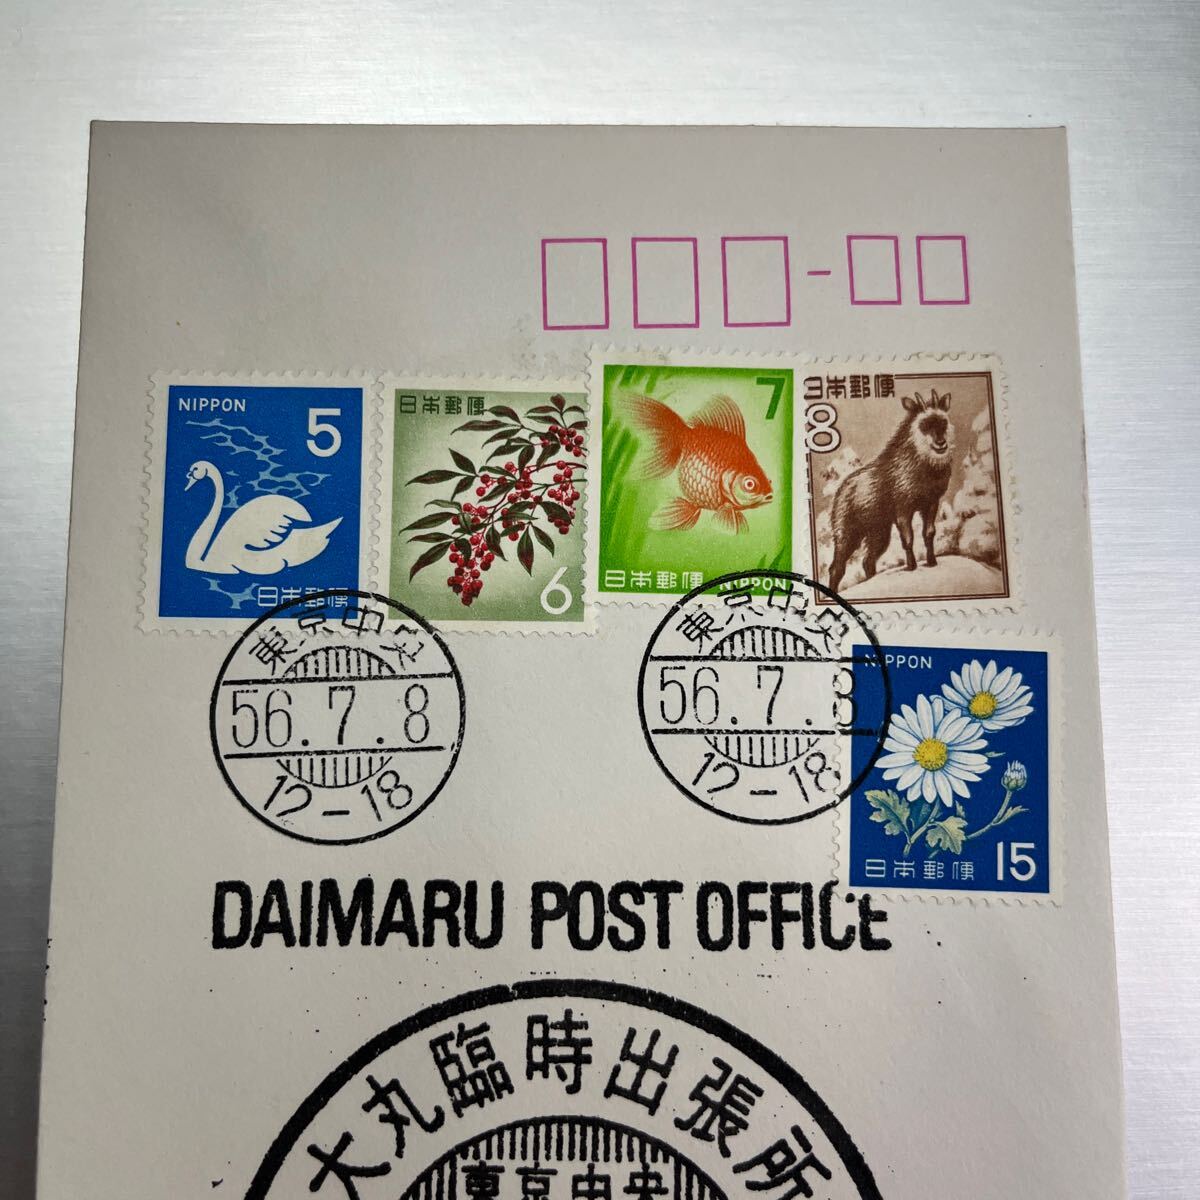 NIPPON
5
日本郵便
日本郵便
6
7
日本郵便
NIPPON
日本郵便
8
東京中央
56.7.8
12-18
東京中央
56.7.8
12-18
NIPPON
日本郵便
15
DAIMARU POST OFFICE
大丸臨時出張所
東京中央